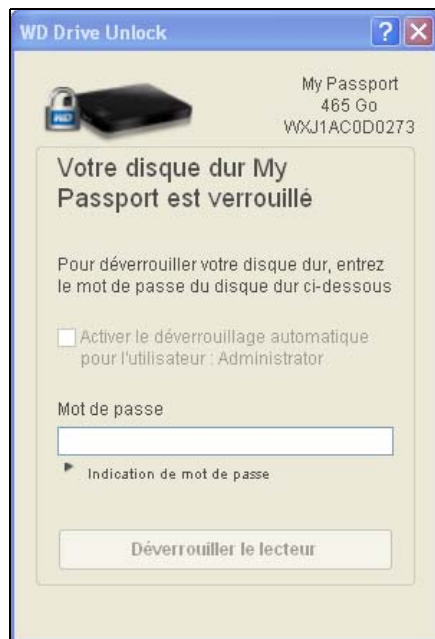 WD Drive Unlock
My Passport
465 Go
WXJ1AC0D0273
WD
Votre disque dur My
Passport est verrouillé
Pour déverrouiller votre disque dur, entrez
le mot de passe du disque dur ci-dessous
Activer le déverrouillage automatique
pour l'utilisateur : Administrator
Mot de passe
Indication de mot de passe
Déverrouiller le lecteur